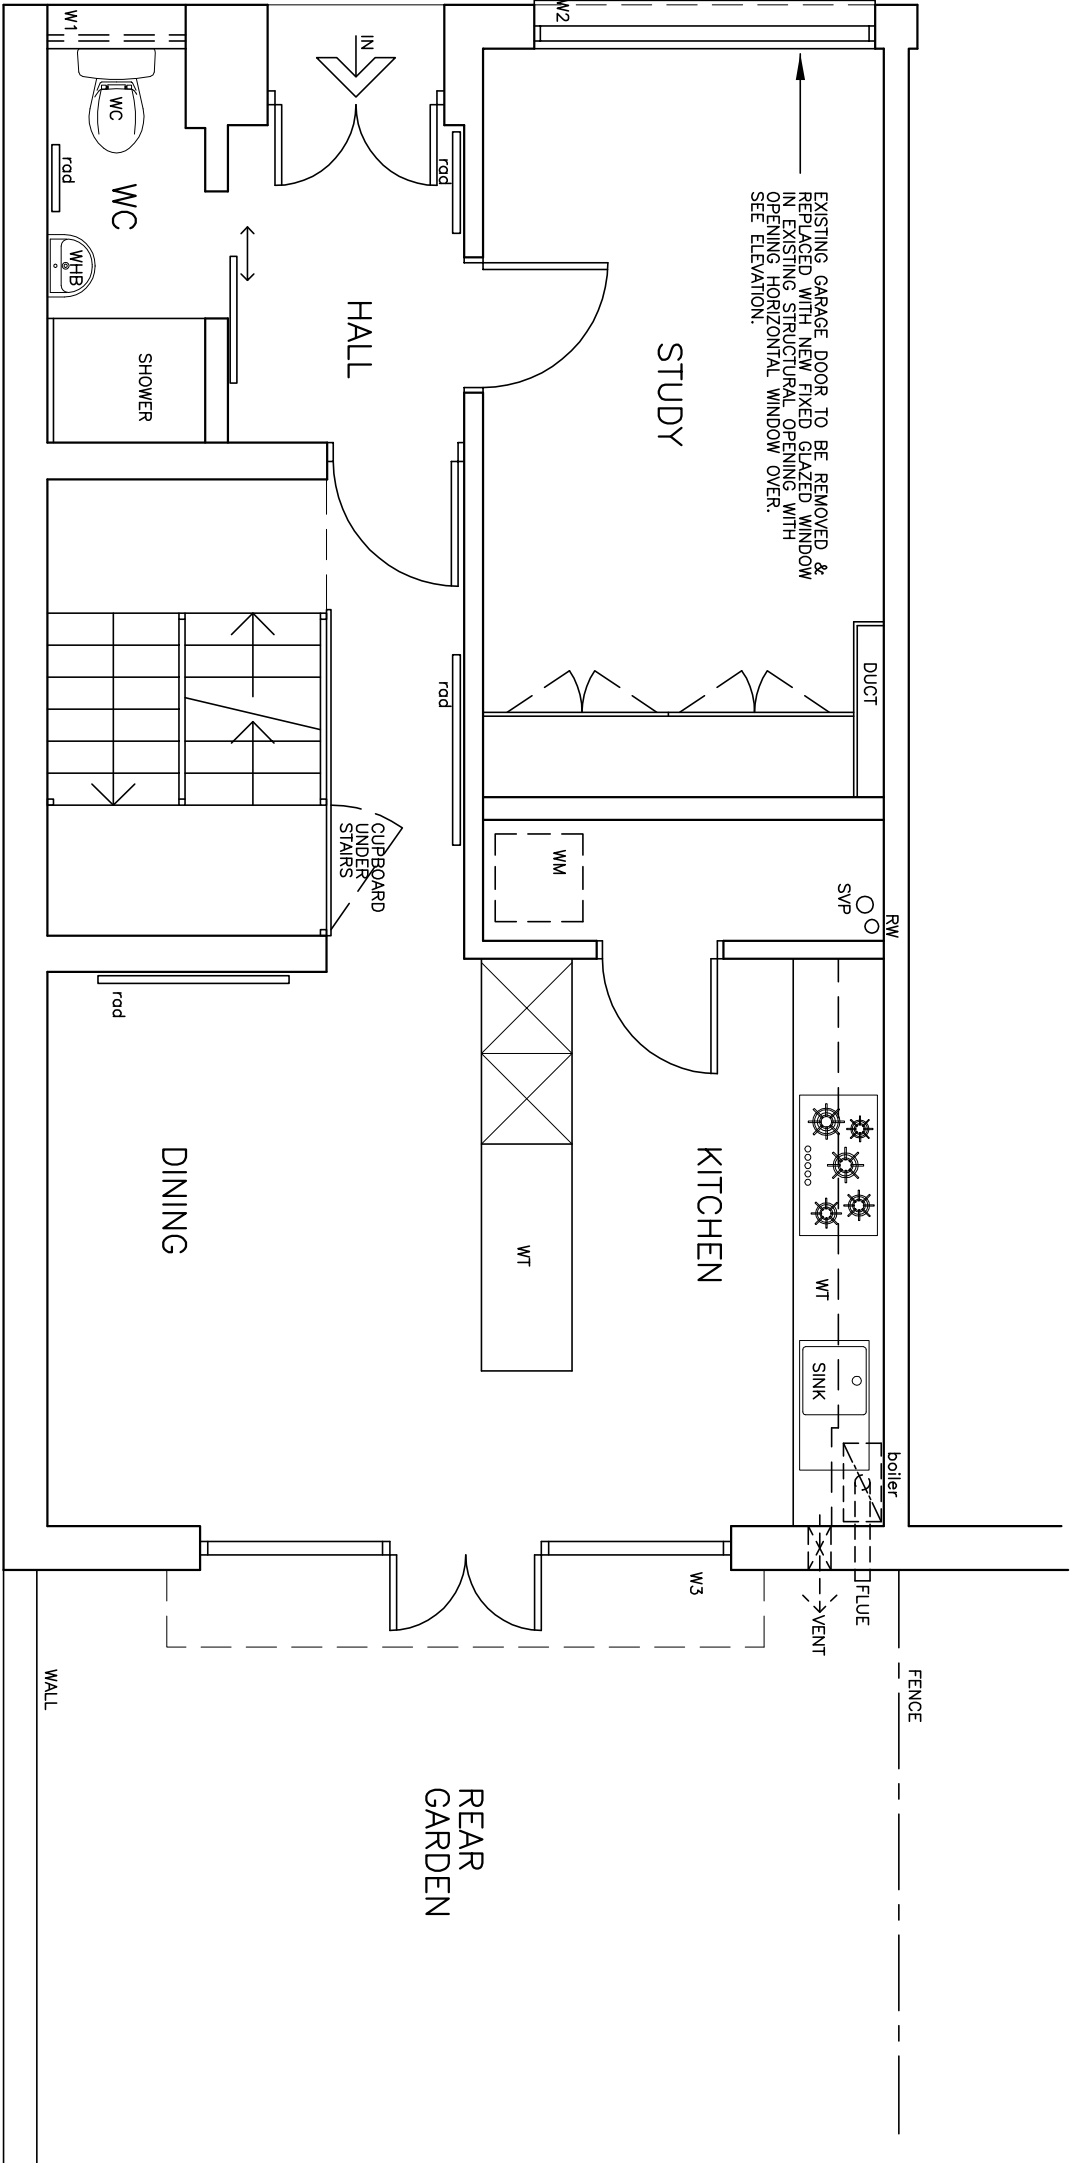 W1
WC
rad
WC
WHB
SHOWER
IN
rad
HALL
W2
EXISTING GARAGE DOOR TO BE REMOVED &
REPLACED WITH NEW FIXED GLAZED WINDOW
IN EXISTING STRUCTURAL OPENING WITH
OPENING HORIZONTAL WINDOW OVER.
SEE ELEVATION.
STUDY
DUCT
rad
CUPBOARD
UNDER
STAIRS
WM
RW
SVP
rad
DINING
KITCHEN
WT
WT
SINK
boiler
FLUE
VENT
W3
FENCE
WALL
REAR
GARDEN